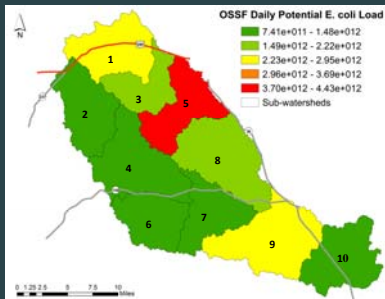 OSSF Daily Potential E. coli Load
7.41e+011 - 1.48e+012
1.49e+012 - 2.22e+012
2.23e+012 - 2.95e+012
2.96e+012 - 3.69e+012
3.70e+012 - 4.43e+012
Sub-watersheds
N
1
2
3
5
4
8
6
7
9
10
0 1.25 2.5 5 7.5 10
Miles